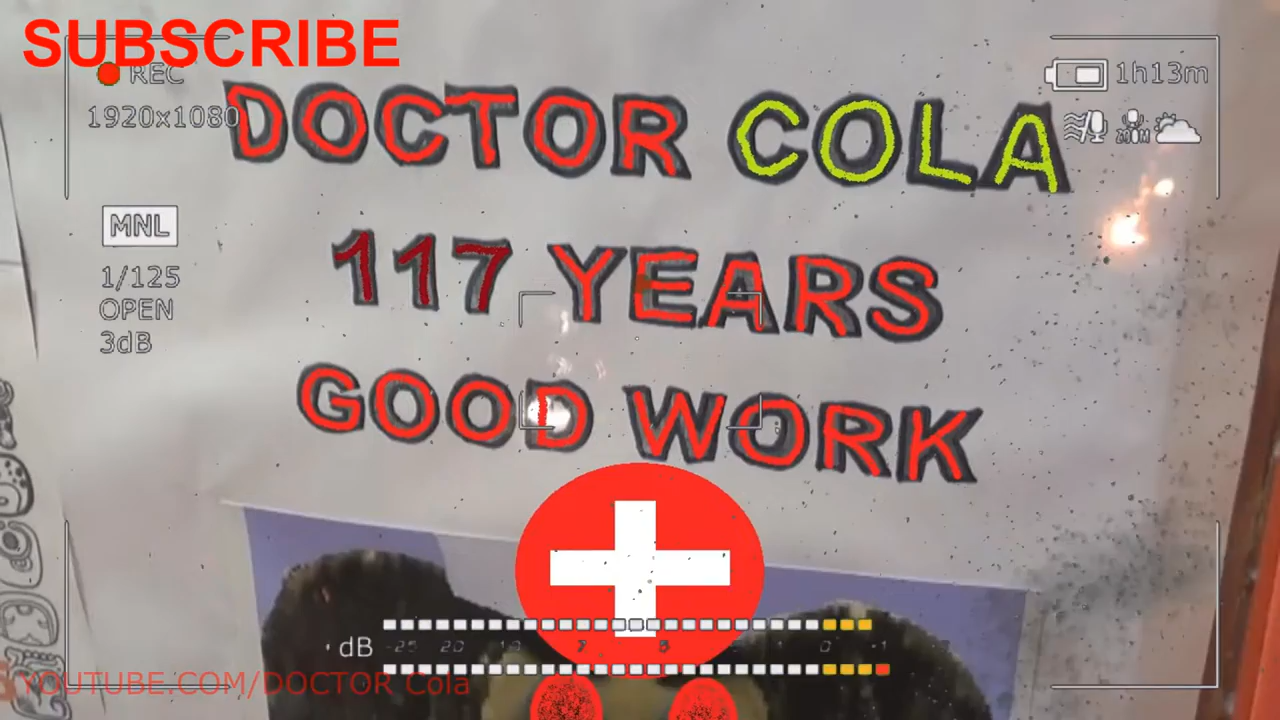 SUBSCRIBE
REC
1h13m
1920x1080
DOCTOR COLA
MNL
117 YEARS
1/125
OPEN
3dB
GOOD WORK
dB
YOUTUBE.COM/DOCTOR Cola